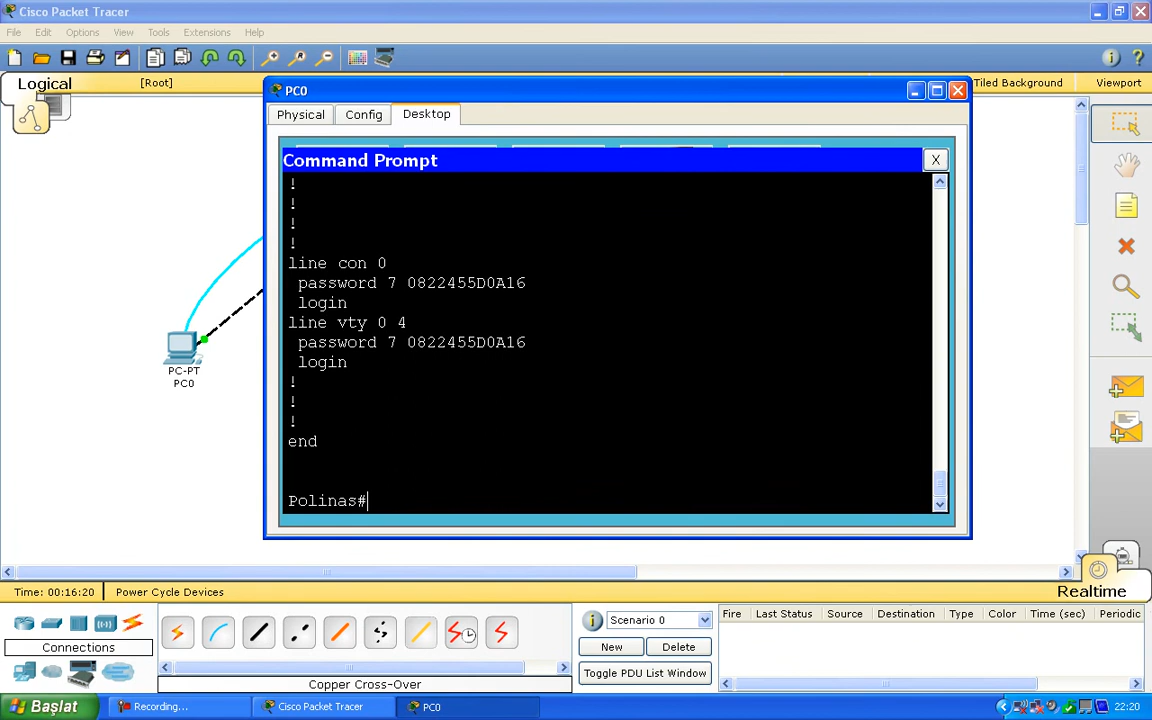 Cisco Packet Tracer
File Edit Options View Tools Extensions Help
Logical [Root] Tiled Background Viewport
PC0
Physical Config Desktop
Command Prompt X
!
!
!
!
line con 0
password 7 0822455D0A16
login
line vty 0 4
password 7 0822455D0A16
login
!
!
!
end
Polinas#
PC-PT
PC0
Time: 00:16:20 Power Cycle Devices Realtime
Fire Last Status Source Destination Type Color Time (sec) Periodic
Scenario 0
New Delete
Toggle PDU List Window
Connections
Copper Cross-Over
Başlat Recording... Cisco Packet Tracer PC0 22:20